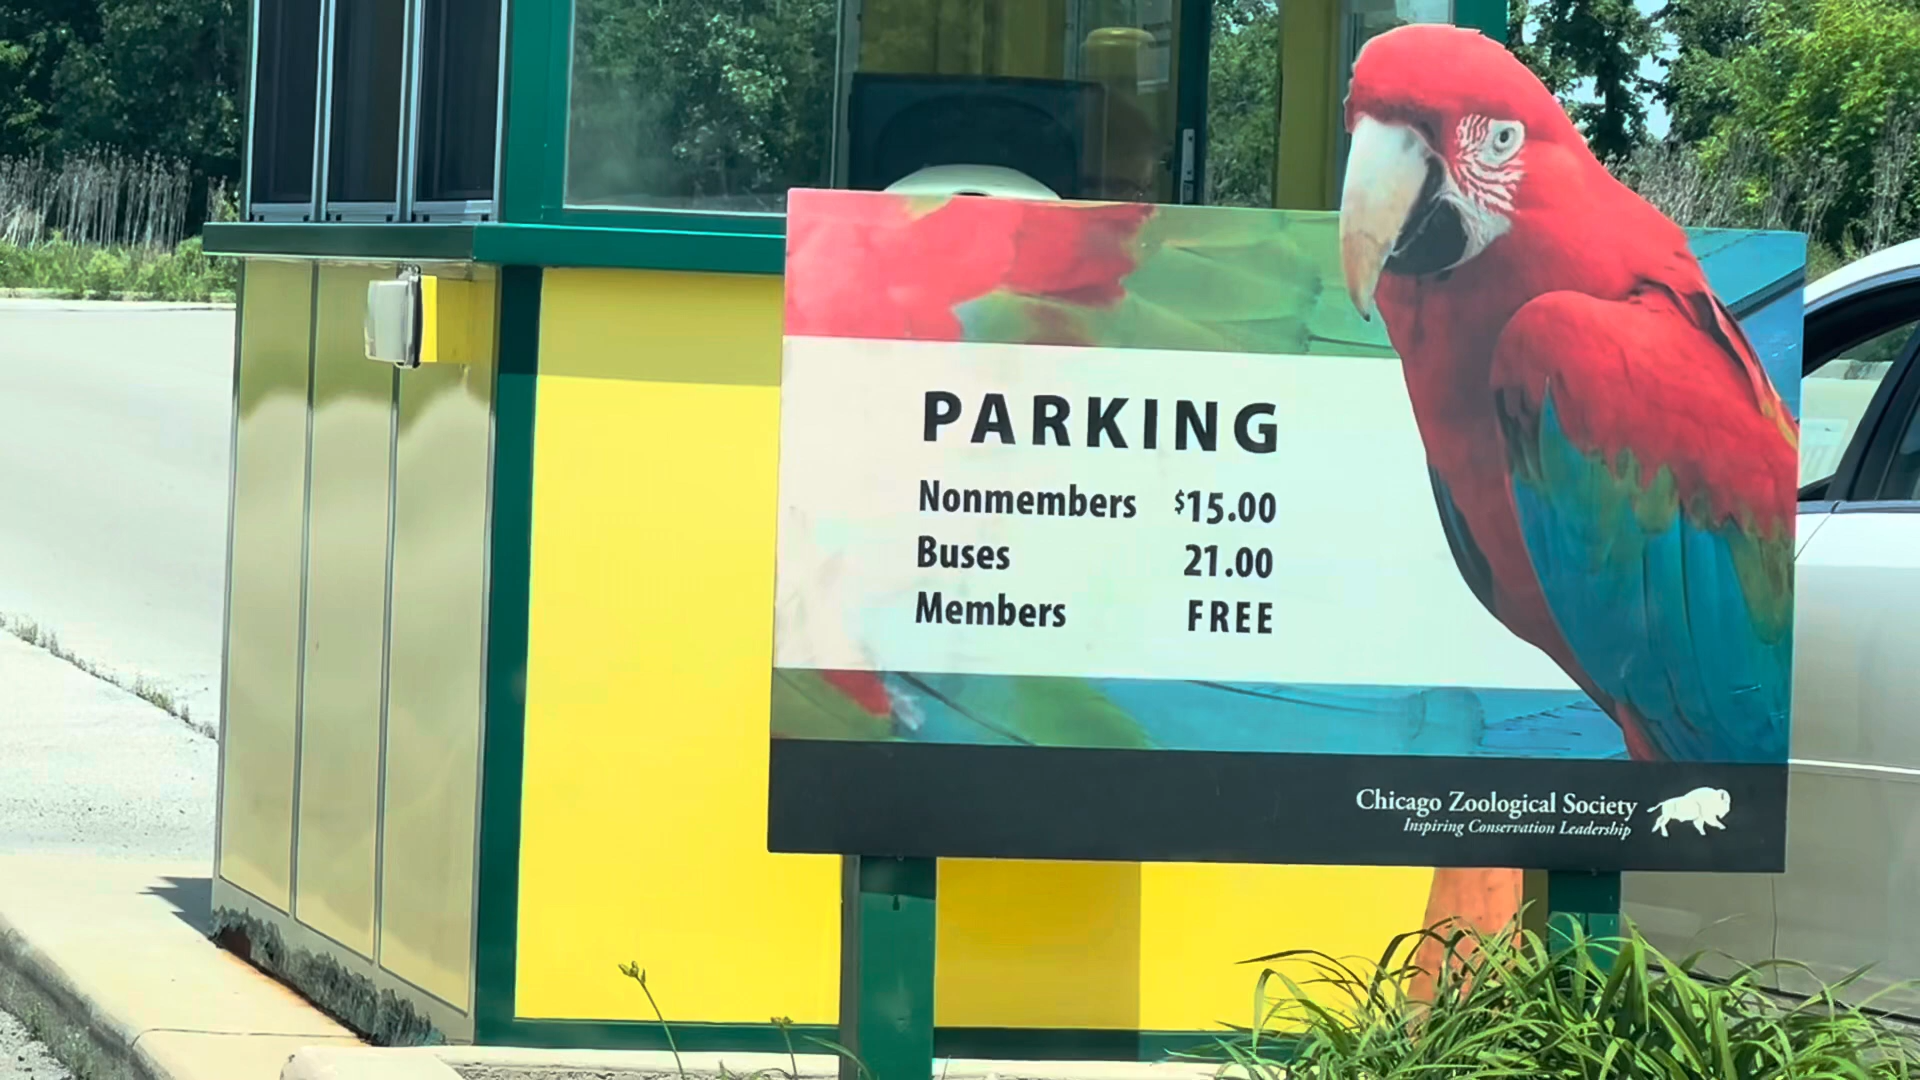 PARKING
Nonmembers $15.00
Buses 21.00
Members FREE
Chicago Zoological Society
Inspiring Conservation Leadership